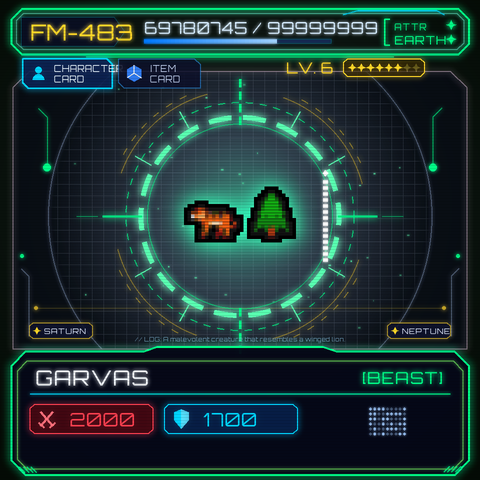 FM-483
69780745 / 99999999
ATTR
EARTH
CHARACTER
CARD
ITEM
CARD
LV. 6
SATURN
NEPTUNE
// LOG: A malevolent creature that resembles a winged lion
GARVAS
[BEAST]
2000
1700